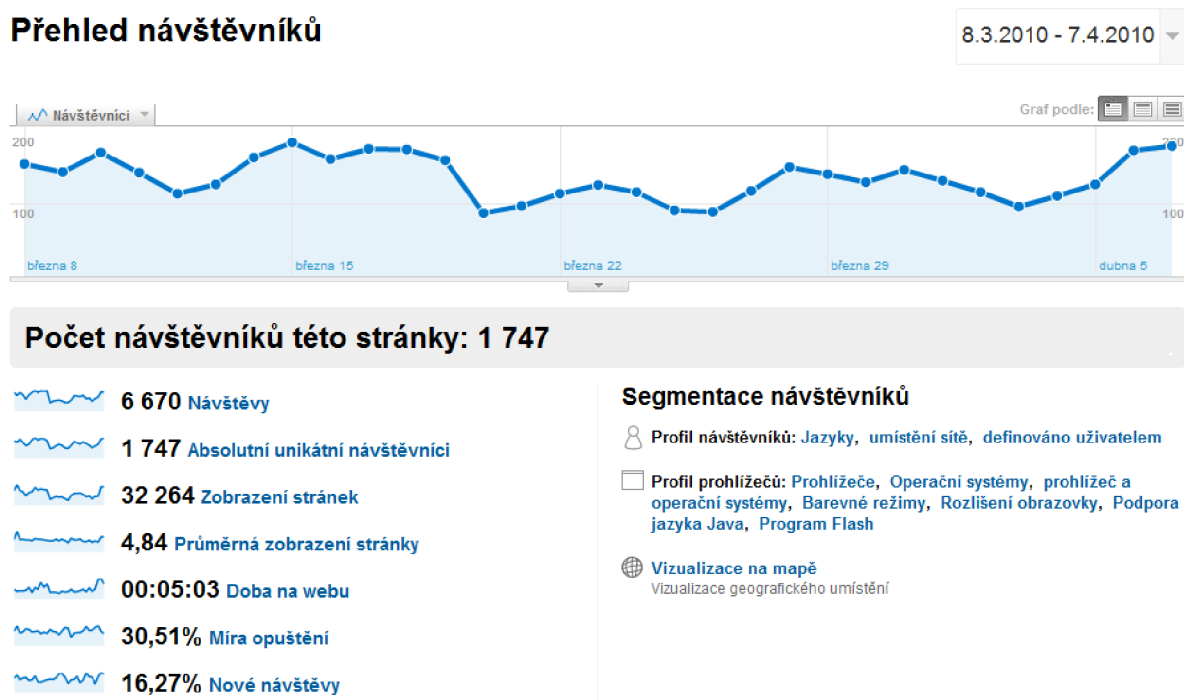 Přehled návštěvníků
8.3.2010 - 7.4.2010
Návštěvníci
Graf podle:
200
200
100
100
března 8
března 15
března 22
března 29
dubna 5
Počet návštěvníků této stránky: 1 747
6 670 Návštěvy
1 747 Absolutní unikátní návštěvníci
32 264 Zobrazení stránek
4,84 Průměrná zobrazení stránky
00:05:03 Doba na webu
30,51% Míra opuštění
16,27% Nové návštěvy
Segmentace návštěvníků
Profil návštěvníků: Jazyky, umístění sítě, definováno uživatelem
Profil prohlížečů: Prohlížeče, Operační systémy, prohlížeč a
operační systémy, Barevné režimy, Rozlišení obrazovky, Podpora
jazyka Java, Program Flash
Vizualizace na mapě
Vizualizace geografického umístění